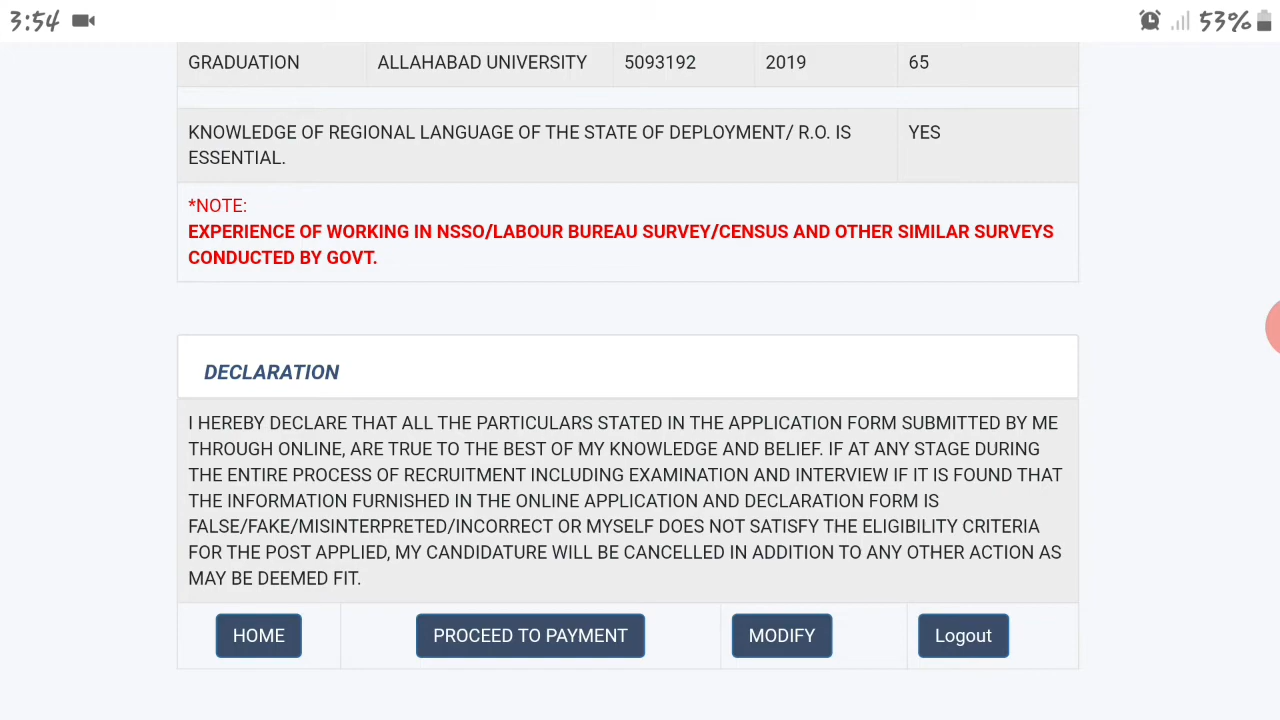 3:54 53%
GRADUATION ALLAHABAD UNIVERSITY 5093192 2019 65
KNOWLEDGE OF REGIONAL LANGUAGE OF THE STATE OF DEPLOYMENT/ R.O. IS YES
ESSENTIAL.
*NOTE:
EXPERIENCE OF WORKING IN NSSO/LABOUR BUREAU SURVEY/CENSUS AND OTHER SIMILAR SURVEYS
CONDUCTED BY GOVT.
DECLARATION
I HEREBY DECLARE THAT ALL THE PARTICULARS STATED IN THE APPLICATION FORM SUBMITTED BY ME
THROUGH ONLINE, ARE TRUE TO THE BEST OF MY KNOWLEDGE AND BELIEF. IF AT ANY STAGE DURING
THE ENTIRE PROCESS OF RECRUITMENT INCLUDING EXAMINATION AND INTERVIEW IF IT IS FOUND THAT
THE INFORMATION FURNISHED IN THE ONLINE APPLICATION AND DECLARATION FORM IS
FALSE/FAKE/MISINTERPRETED/INCORRECT OR MYSELF DOES NOT SATISFY THE ELIGIBILITY CRITERIA
FOR THE POST APPLIED, MY CANDIDATURE WILL BE CANCELLED IN ADDITION TO ANY OTHER ACTION AS
MAY BE DEEMED FIT.
HOME PROCEED TO PAYMENT MODIFY Logout